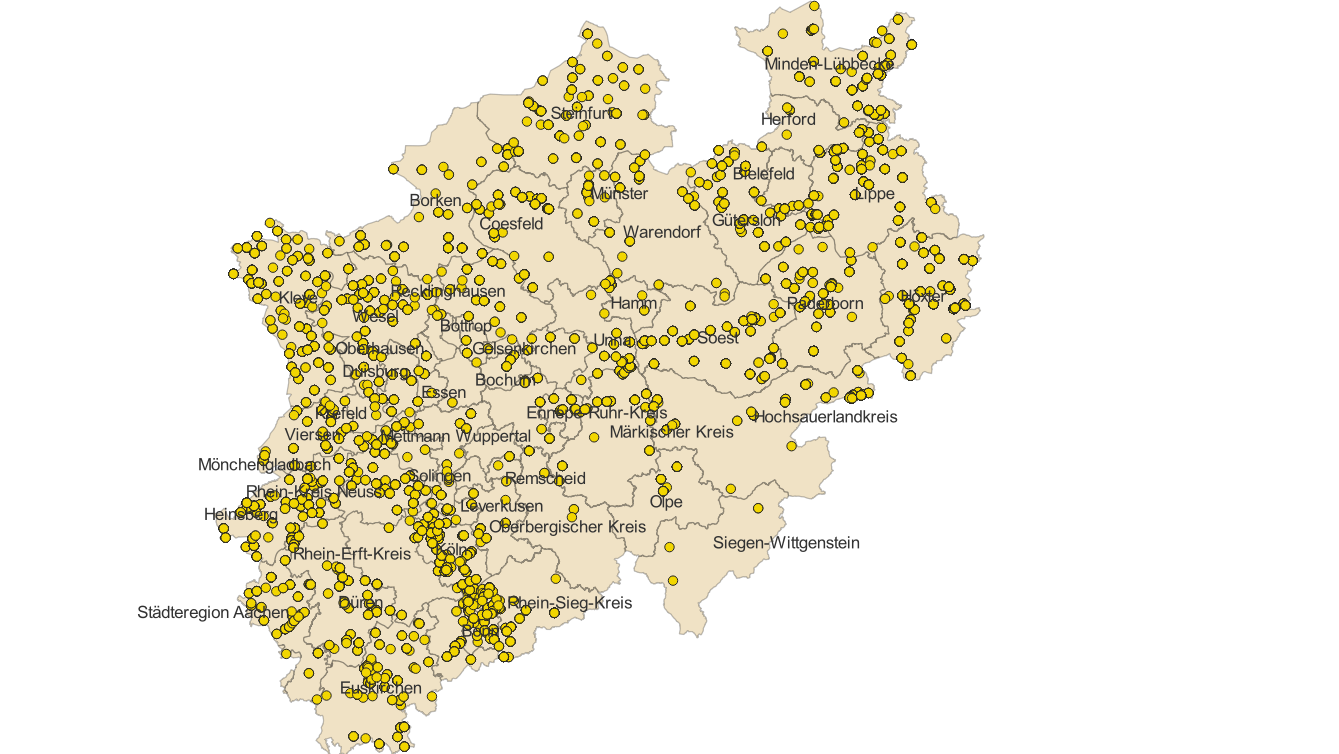 Minden-Lübbecke
Steinfurt
Herford
Bielefeld
Münster
Lippe
Borken
Coesfeld
Gütersloh
Warendorf
Recklinghausen
Kleve
Hamm
Paderborn
Höxter
Wesel
Bottrop
Unna
Soest
Oberhausen
Gelsenkirchen
Duisburg
Bochum
Essen
Krefeld
Ennepe-Ruhr-Kreis
Hochsauerlandkreis
Viersen
Mettmann
Wuppertal
Märkischer Kreis
Mönchengladbach
Solingen
Remscheid
Rhein-Kreis Neuss
Olpe
Heinsberg
Leverkusen
Oberbergischer Kreis
Rhein-Erft-Kreis
Köln
Siegen-Wittgenstein
Städteregion Aachen
Düren
Rhein-Sieg-Kreis
Bonn
Euskirchen